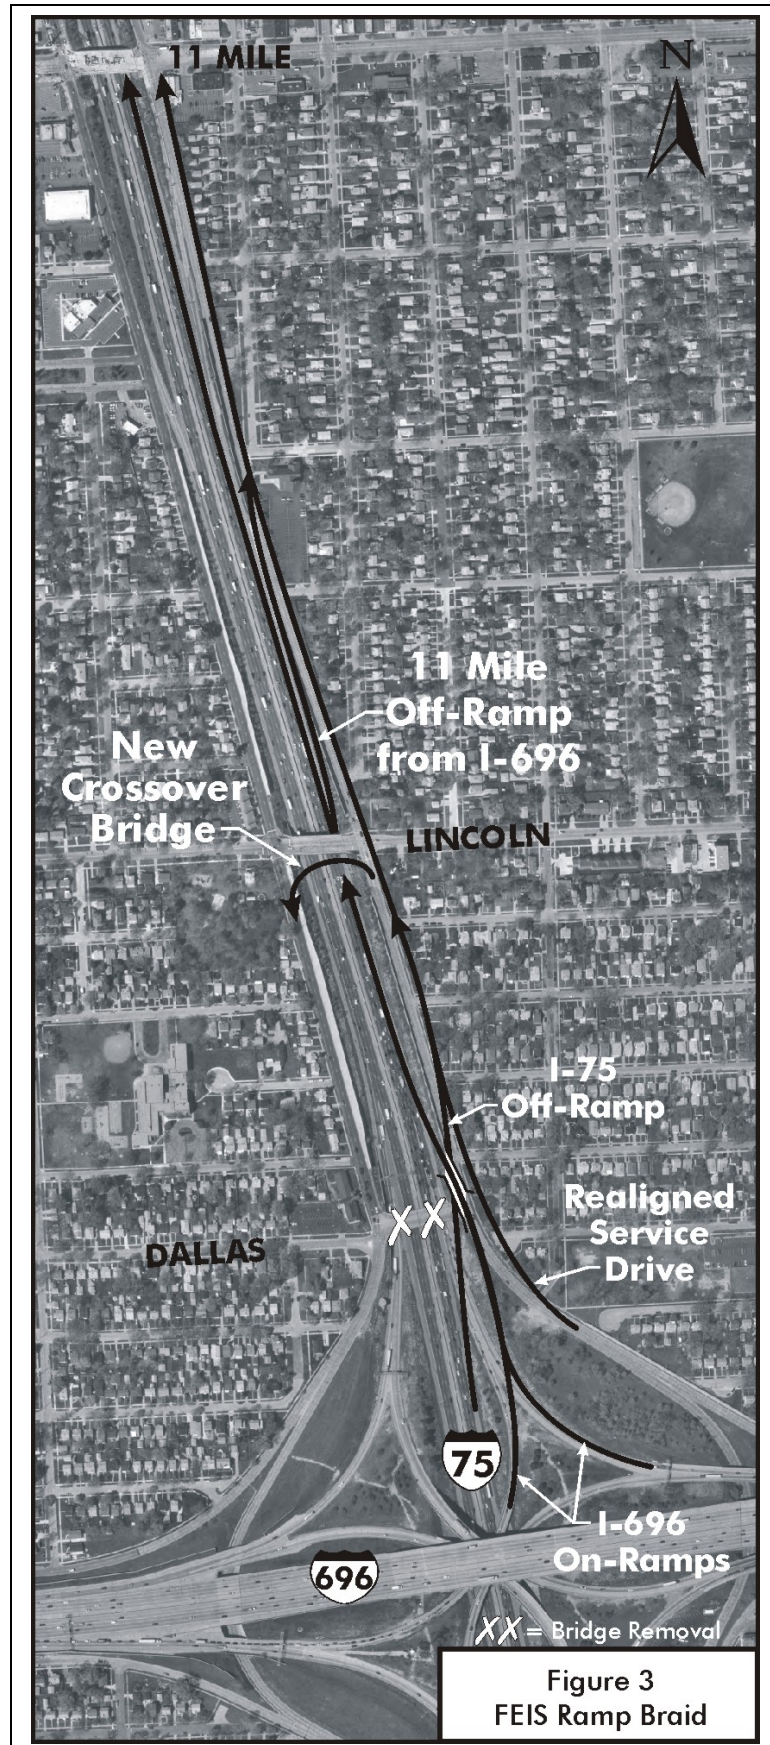 11 MILE
N
11 Mile
Off-Ramp
from I-696
New
Crossover
Bridge
LINCOLN
I-75
Off-Ramp
Realigned
Service
Drive
XX
DALLAS
75
I-696
On-Ramps
696
XX = Bridge Removal
Figure 3
FEIS Ramp Braid